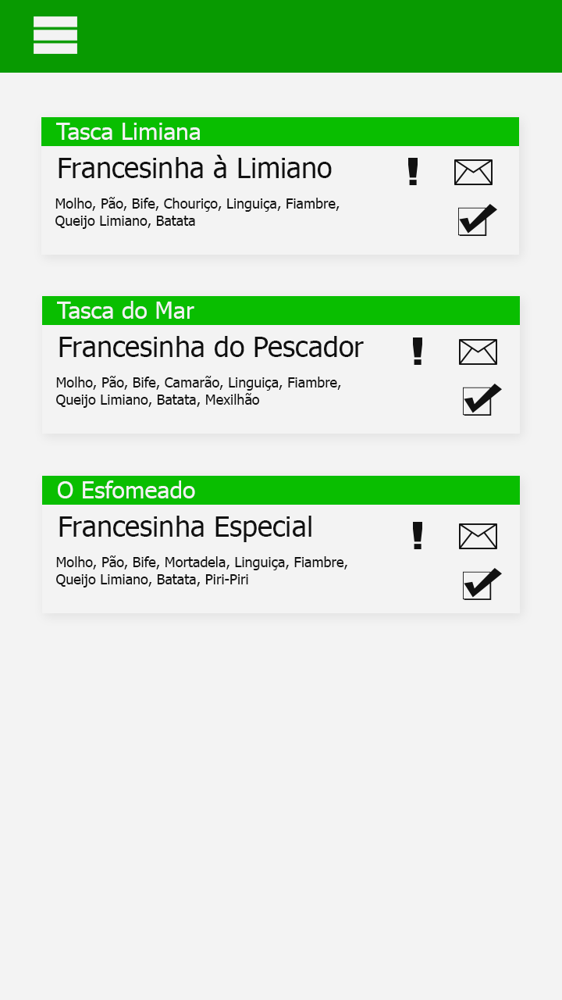 Tasca Limiana
Francesinha à Limiano
Molho, Pão, Bife, Chouriço, Linguiça, Fiambre,
Queijo Limiano, Batata
Tasca do Mar
Francesinha do Pescador
Molho, Pão, Bife, Camarão, Linguiça, Fiambre,
Queijo Limiano, Batata, Mexilhão
O Esfomeado
Francesinha Especial
Molho, Pão, Bife, Mortadela, Linguiça, Fiambre,
Queijo Limiano, Batata, Piri-Piri